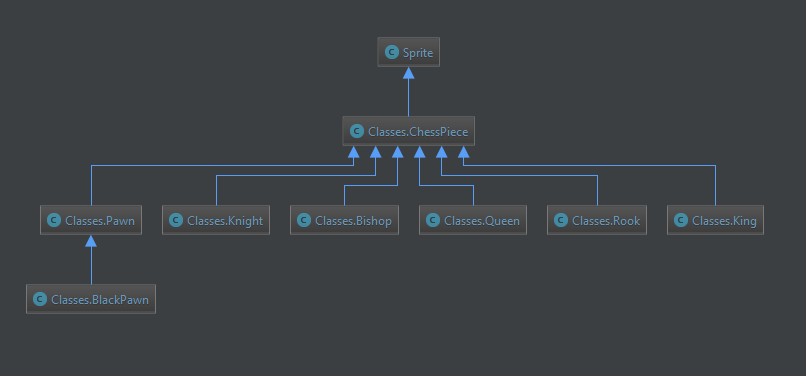 C Sprite
C Classes.ChessPiece
C Classes.Pawn
C Classes.Knight
C Classes.Bishop
C Classes.Queen
C Classes.Rook
C Classes.King
C Classes.BlackPawn